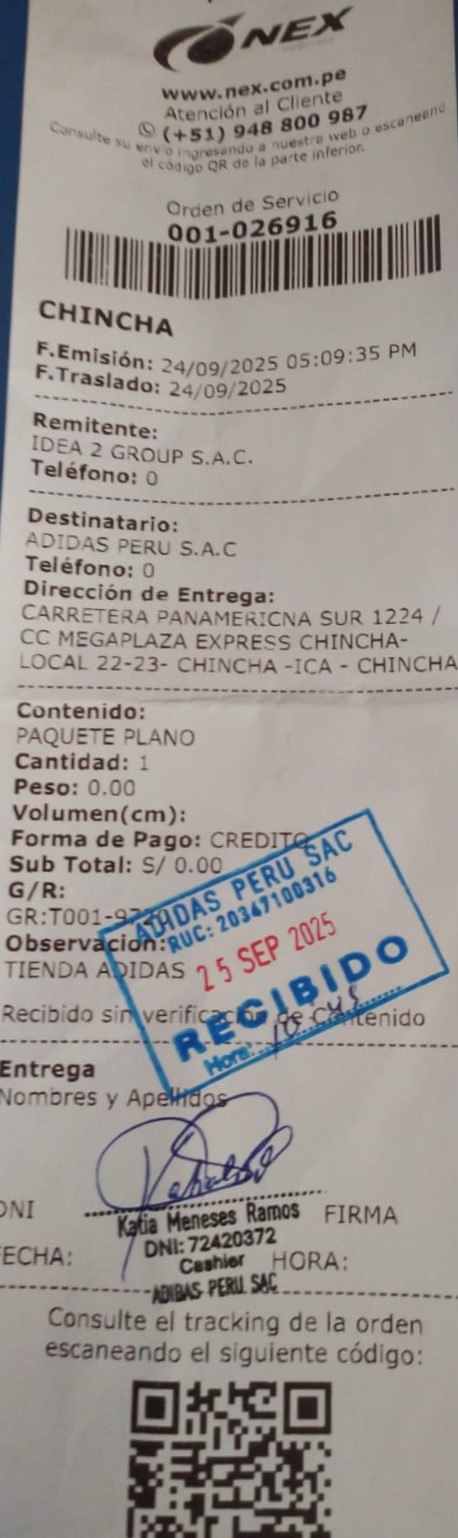 NEX
www.nex.com.pe
Atención al Cliente
(+51) 948 800 987
Consulte su envío ingresando a nuestra web o escaneand
el código QR de la parte inferior.
Orden de Servicio
001-026916
CHINCHA
F.Emisión: 24/09/2025 05:09:35 PM
F.Traslado: 24/09/2025
Remitente:
IDEA 2 GROUP S.A.C.
Teléfono: 0
Destinatario:
ADIDAS PERU S.A.C
Teléfono: 0
Dirección de Entrega:
CARRETERA PANAMERICNA SUR 1224 /
CC MEGAPLAZA EXPRESS CHINCHA-
LOCAL 22-23- CHINCHA -ICA - CHINCHA
Contenido:
PAQUETE PLANO
Cantidad: 1
Peso: 0.00
Volumen(cm):
Forma de Pago: CREDITO
Sub Total: S/ 0.00
G/R:
ADIDAS PERU SAC
RUC: 20347100316
25 SEP 2025
RECIBIDO
Hora:
Observación:
TIENDA ADIDAS
Recibido sin verificación de Contenido
Entrega
Nombres y Apellidos
DNI
FIRMA
Katia Meneses Ramos
DNI: 72420372
Cashier
ADIDAS PERU SAC
FECHA:
HORA:
Consulte el tracking de la orden
escaneando el siguiente código: